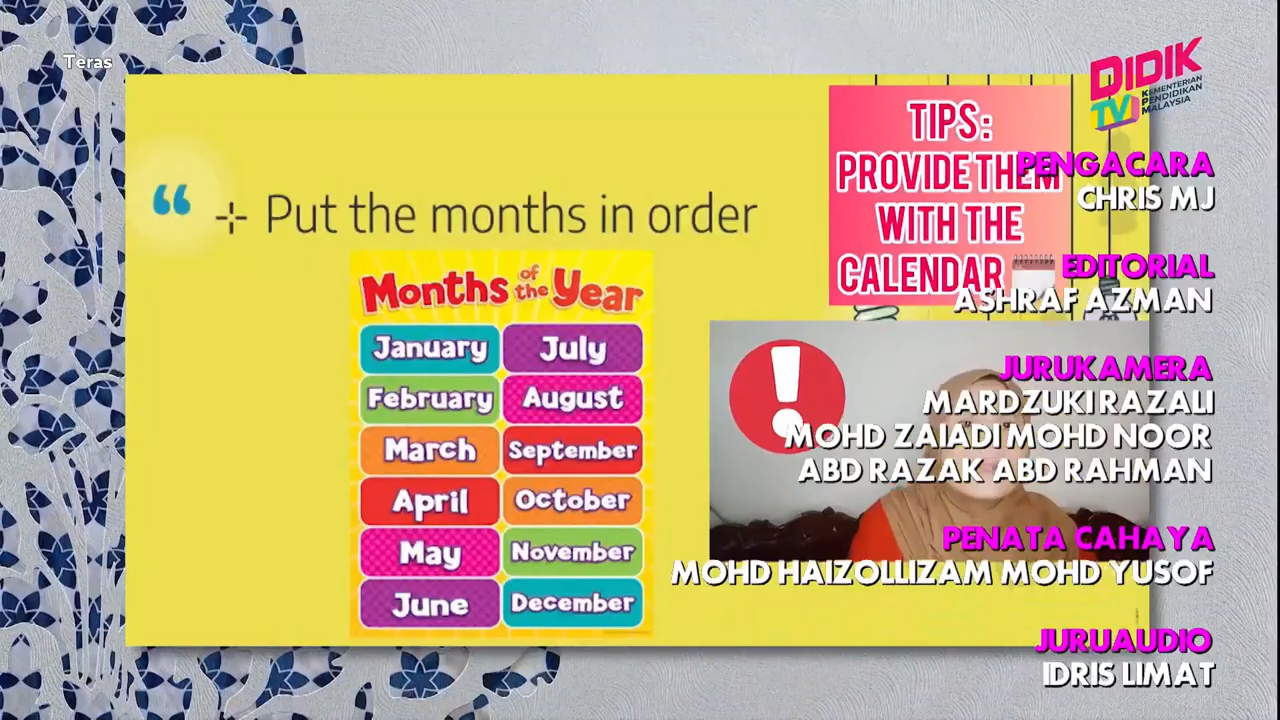 Teras
DIDIK
TV
KEMENTERIAN
PENDIDIKAN
MALAYSIA
“ Put the months in order
Months of the Year
January
February
March
April
May
June
July
August
September
October
November
December
TIPS:
PROVIDE THEM
WITH THE
CALENDAR
!
PENGACARA
CHRIS MJ
EDITORIAL
ASHRAF AZMAN
JURUKAMERA
MARDZUKI RAZALI
MOHD ZAIADI MOHD NOOR
ABD RAZAK ABD RAHMAN
PENATA CAHAYA
MOHD HAIZOLLIZAM MOHD YUSOF
JURUAUDIO
IDRIS LIMAT